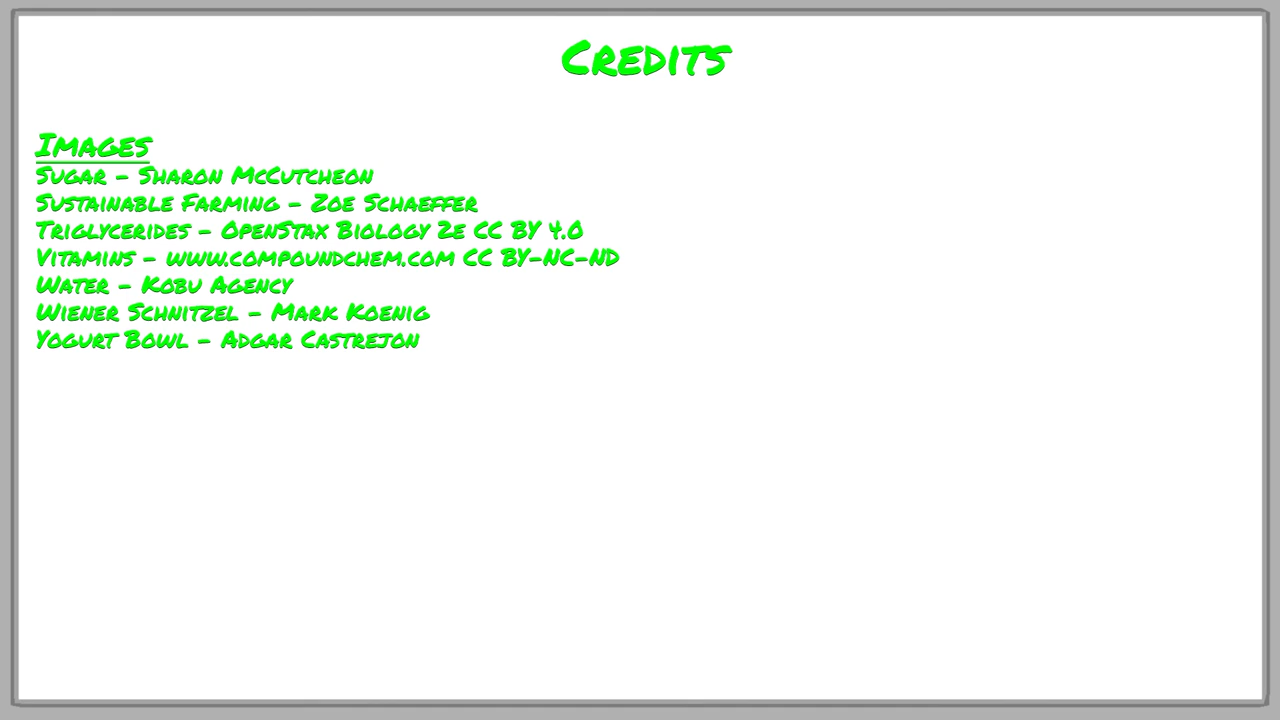 Credits
Images
Sugar - Sharon McCutcheon
Sustainable Farming - Zoe Schaeffer
Triglycerides - OpenStax Biology 2e CC BY 4.0
Vitamins - www.compoundchem.com CC BY-NC-ND
Water - Kobu Agency
Wiener Schnitzel - Mark Koenig
Yogurt Bowl - Adgar Castrejon